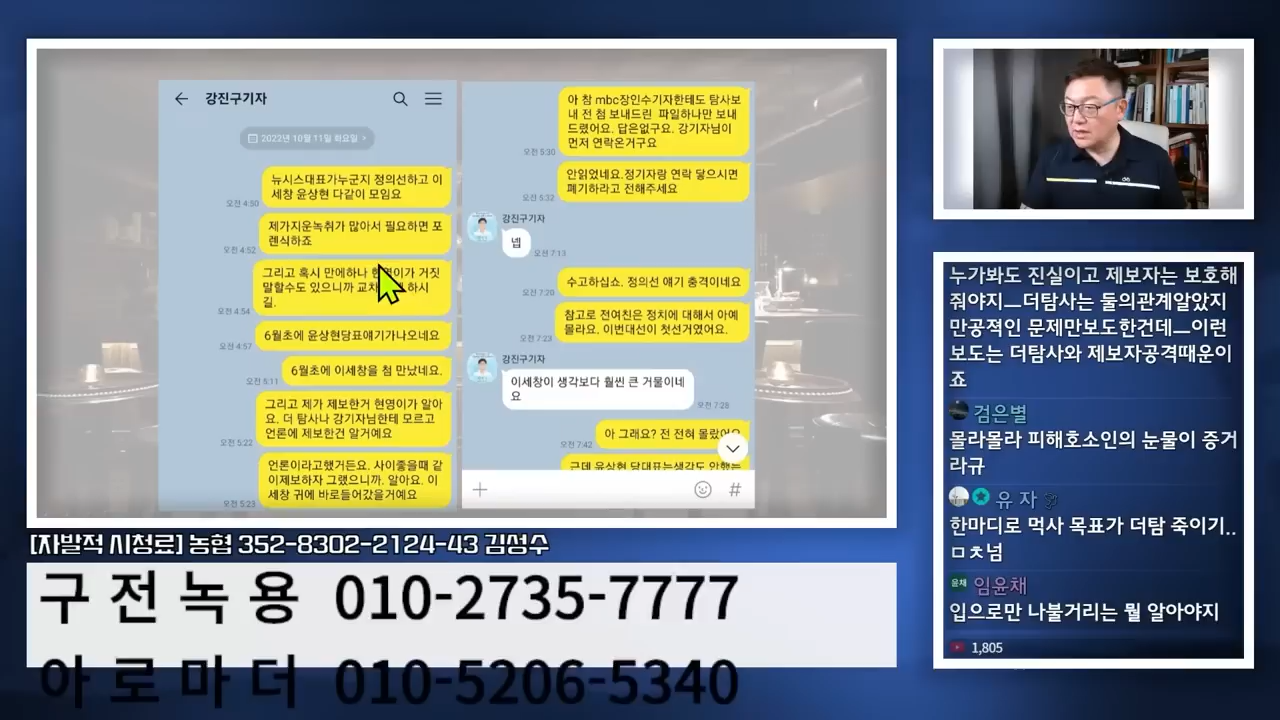 강진구기자
2022년 10월 11일 화요일 >
뉴시스대표가누군지 정의선하고 이
세창 윤상현 다같이 모임요
오전 4:50
제가지운녹취가 많아서 필요하면 포
렌식하죠
오전 4:52
그리고 혹시 만에하나 현영이가 거짓
말할수도 있으니까 교차 하시
길.
오전 4:54
6월초에 윤상현당표얘기가나오네요
오전 4:57
6월초에 이세창을 첨 만났네요.
오전 5:11
그리고 제가 제보한거 현영이가 알아
요. 더 탐사나 강기자님한테 모르고
언론에 제보한건 알거예요
오전 5:22
언론이라고했거든요. 사이좋을때 같
이제보하자 그랬으니까. 알아요. 이
세창 귀에 바로들어갔을거예요
오전 5:23
아 참 mbc장인수기자한테도 탐사보
내 전 첨 보내드린 파일하나만 보내
드렸어요. 답은없구요. 강기자님이
먼저 연락온거구요
오전 5:30
안읽었네요.정기자랑 연락 닿으시면
폐기하라고 전해주세요
오전 5:32
강진구기자
넵
오전 7:13
수고하십쇼. 정의선 얘기 충격이네요
오전 7:20
참고로 전여친은 정치에 대해서 아예
몰라요. 이번대선이 첫선거였어요.
오전 7:23
강진구기자
이세창이 생각보다 훨씬 큰 거물이네
요
오전 7:28
아 그래요? 전 전혀 몰랐어요
오전 7:42
근데 윤상현 당대표는생각도 안했는
#
[자발적 시청료] 농협 352-8302-2124-43 김성수
구 전 녹 용 010-2735-7777
아 로 마 더 010-5206-5340
누가봐도 진실이고 제보자는 보호해
줘야지ㅡ더탐사는 둘의관계알았지
만공적인 문제만보도한건데ㅡ이런
보도는 더탐사와 제보자공격때운이
죠
검은별
몰라몰라 피해호소인의 눈물이 증거
라규
유 자
한마디로 먹사 목표가 더탐 죽이기..
ㅁㅊ넘
윤채 임윤채
입으로만 나불거리는 뭘 알아야지
1,805